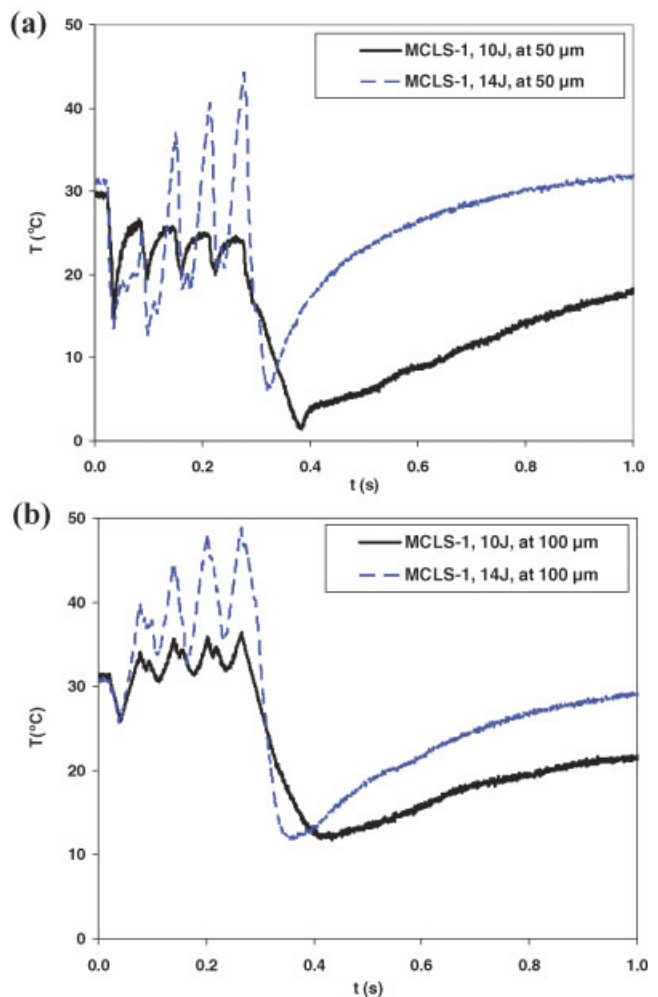 (a)
50
40
30
20
10
0
T (°C)
MCLS-1, 10J, at 50 µm
MCLS-1, 14J, at 50 µm
0.0 0.2 0.4 0.6 0.8 1.0
t (s)
(b)
50
40
30
20
10
0
T(°C)
MCLS-1, 10J, at 100 µm
MCLS-1, 14J, at 100 µm
0.0 0.2 0.4 0.6 0.8 1.0
t (s)